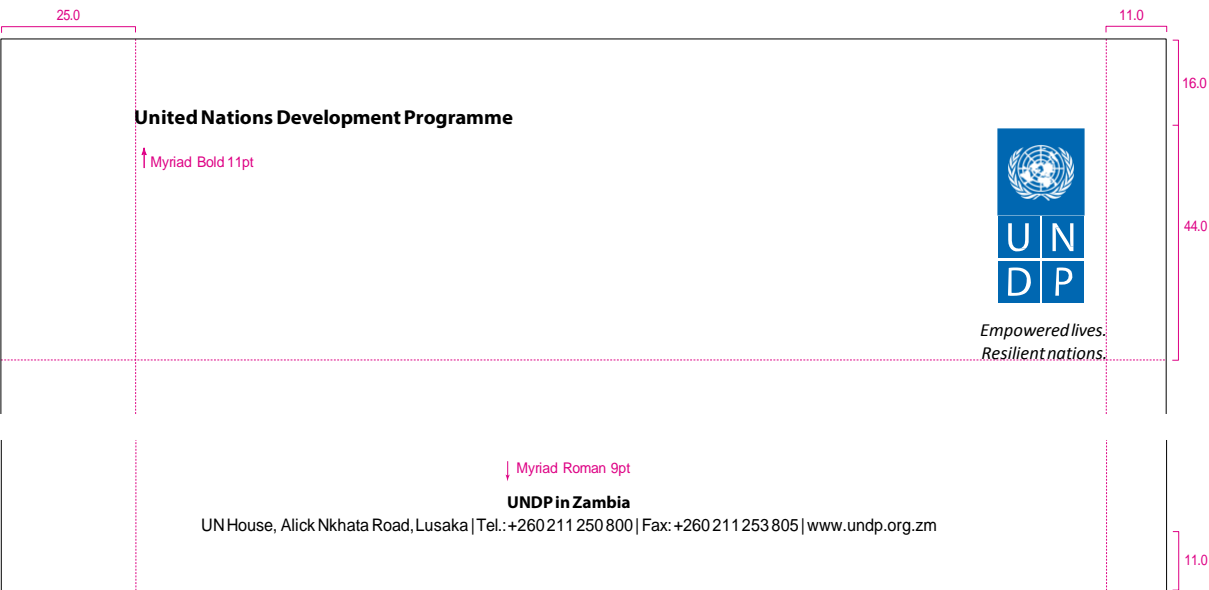 25.0
11.0
16.0
United Nations Development Programme
Myriad Bold 11pt
44.0
U N
D P
Empowered lives.
Resilient nations.
Myriad Roman 9pt
UNDP in Zambia
UN House, Alick Nkhata Road, Lusaka | Tel.: +260 211 250 800 | Fax: +260 211 253 805 | www.undp.org.zm
11.0